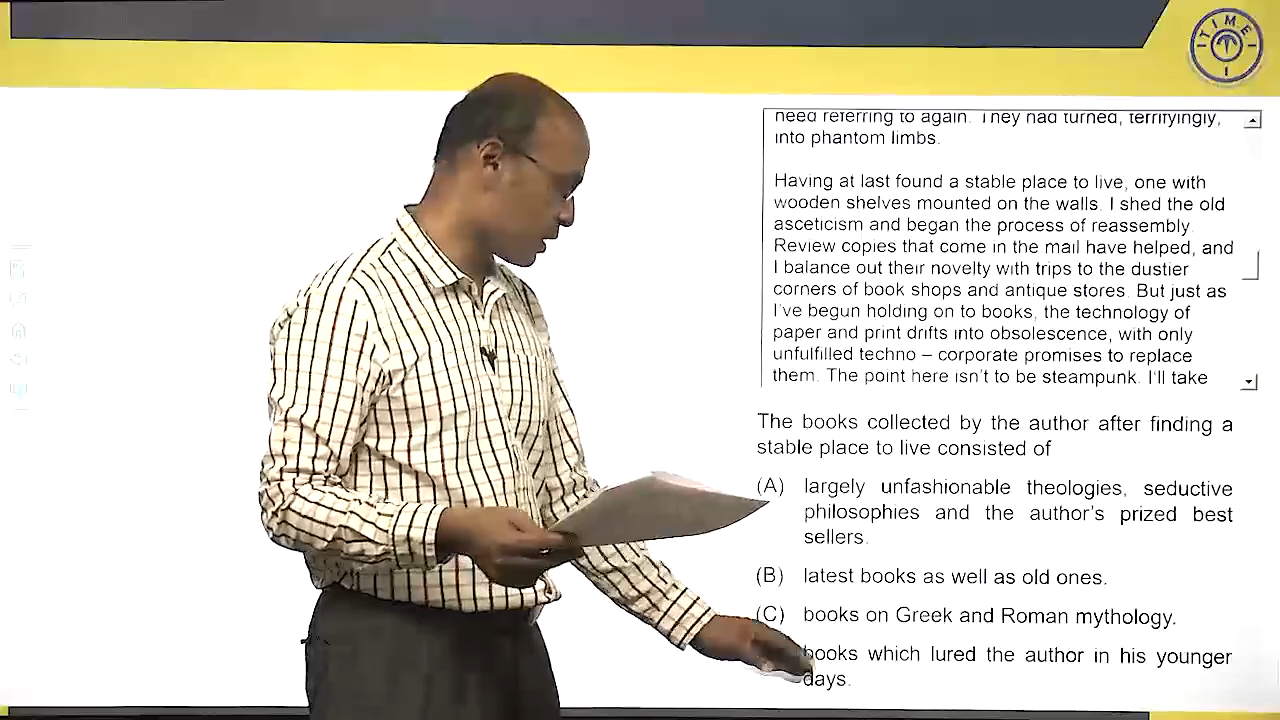 TIME
need referring to again. They had turned, terrifyingly,
into phantom limbs.
Having at last found a stable place to live, one with
wooden shelves mounted on the walls. I shed the old
asceticism and began the process of reassembly.
Review copies that come in the mail have helped, and
I balance out their novelty with trips to the dustier
corners of book shops and antique stores. But just as
I've begun holding on to books, the technology of
paper and print drifts into obsolescence, with only
unfulfilled techno – corporate promises to replace
them. The point here isn't to be steampunk. I'll take
The books collected by the author after finding a
stable place to live consisted of
(A) largely unfashionable theologies, seductive
philosophies and the author's prized best
sellers.
(B) latest books as well as old ones.
(C) books on Greek and Roman mythology.
books which lured the author in his younger
days.